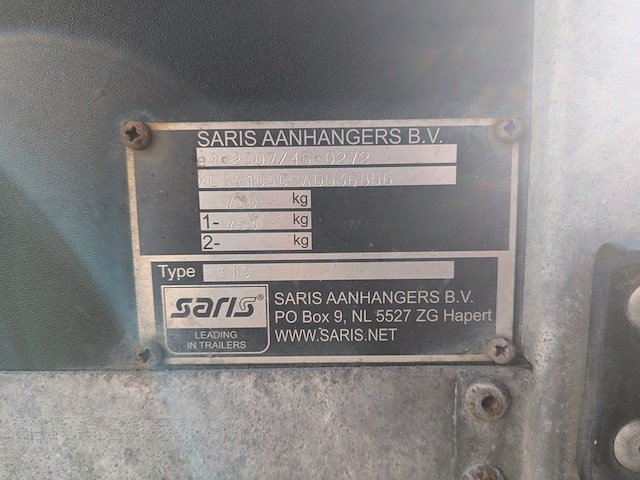 SARIS AANHANGERS B.V.
e4*2007/46*0272
750 kg
1- 750 kg
2- kg
Type
saris®
LEADING
IN TRAILERS
SARIS AANHANGERS B.V.
PO Box 9, NL 5527 ZG Hapert
WWW.SARIS.NET